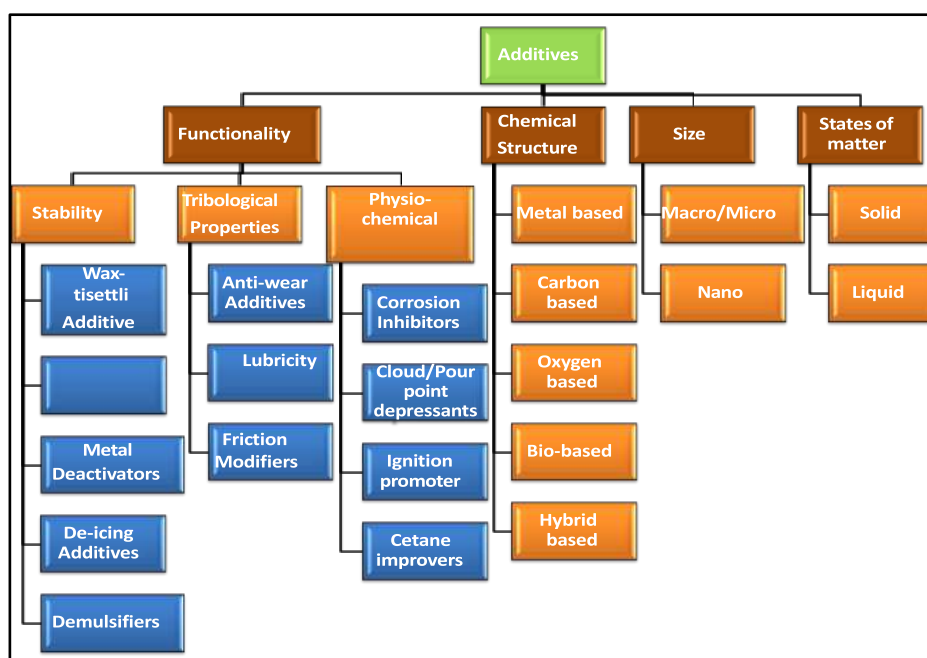 Additives
Functionality
Chemical
Structure
Size
States of
matter
Stability
Tribological
Properties
Physio-
chemical
Metal based
Macro/Micro
Solid
Wax-
tisettli
Additive
Anti-wear
Additives
Corrosion
Inhibitors
Carbon
based
Nano
Liquid
Lubricity
Cloud/Pour
point
depressants
Oxygen
based
Metal
Deactivators
Friction
Modifiers
Ignition
promoter
Bio-based
De-icing
Additives
Cetane
improvers
Hybrid
based
Demulsifiers